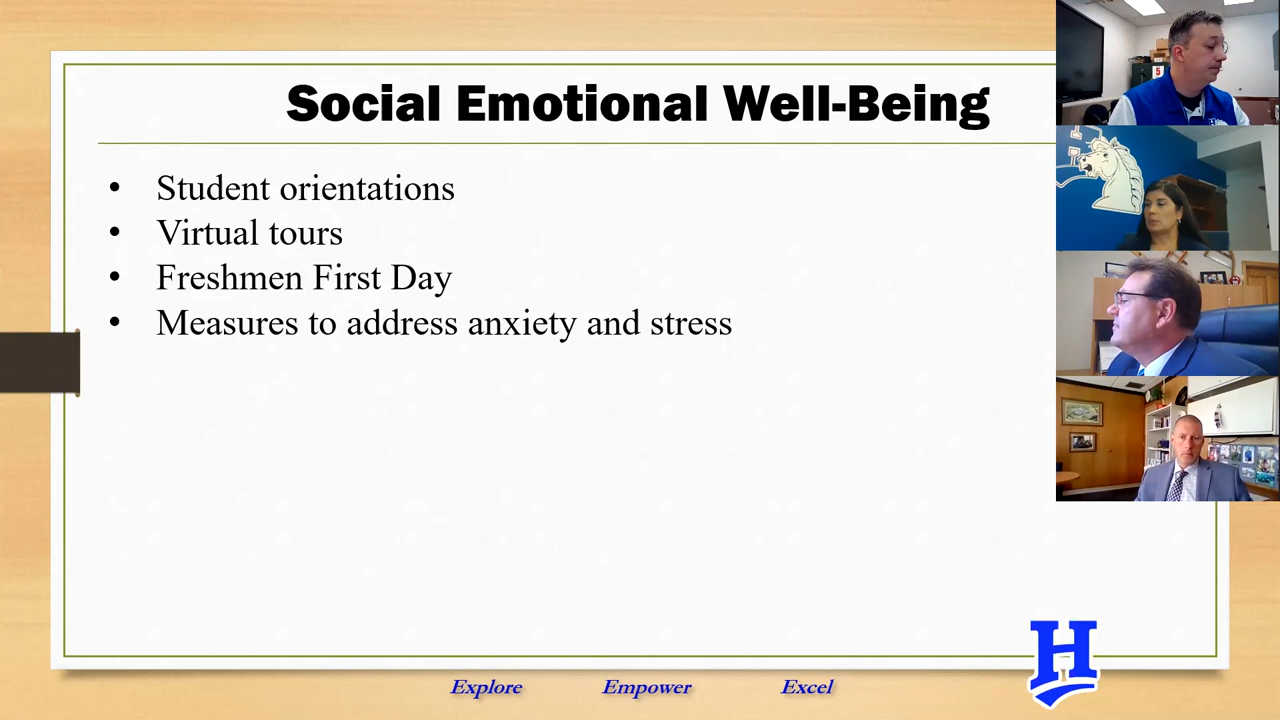 Social Emotional Well-Being
• Student orientations
• Virtual tours
• Freshmen First Day
• Measures to address anxiety and stress
5
H
Explore Empower Excel